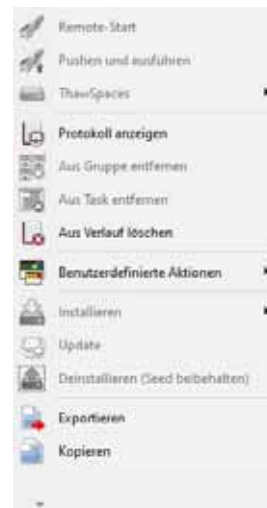 Remote-Start
Pushen und ausführen
ThawSpaces
Protokoll anzeigen
Aus Gruppe entfernen
Aus Task entfernen
Aus Verlauf löschen
Benutzerdefinierte Aktionen
Installieren
Update
Deinstallieren (Seed beibehalten)
Exportieren
Kopieren